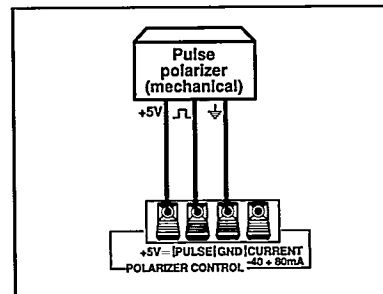 Pulse
polarizer
(mechanical)
+5V
+5V= PULSE GND CURRENT
-40 + 80mA
POLARIZER CONTROL